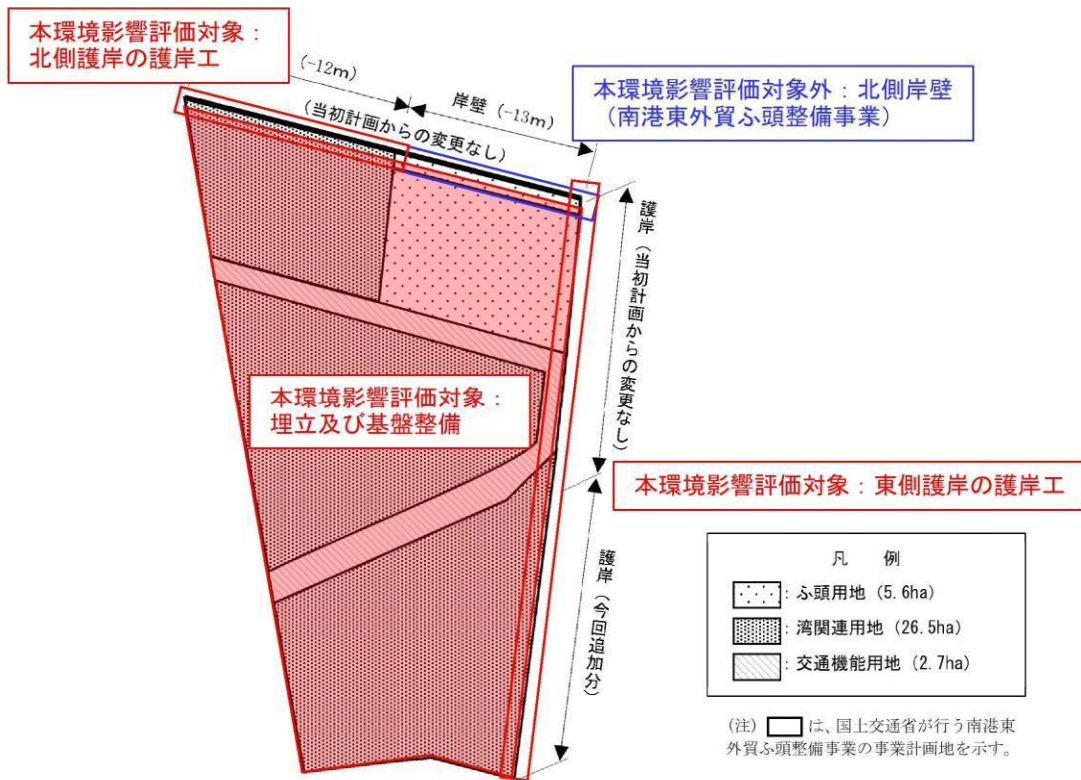 本環境影響評価対象：
北側護岸の護岸工
(-12m)
岸壁 (-13m)
(当初計画からの変更なし)
本環境影響評価対象外：北側岸壁
（南港東外貿ふ頭整備事業）
護岸（当初計画からの変更なし）
本環境影響評価対象：
埋立及び基盤整備
本環境影響評価対象：東側護岸の護岸工
護岸（今回追加分）
凡 例
：ふ頭用地 (5.6ha)
：湾関連用地 (26.5ha)
：交通機能用地 (2.7ha)
(注) は、国土交通省が行う南港東
外貿ふ頭整備事業の事業計画地を示す。